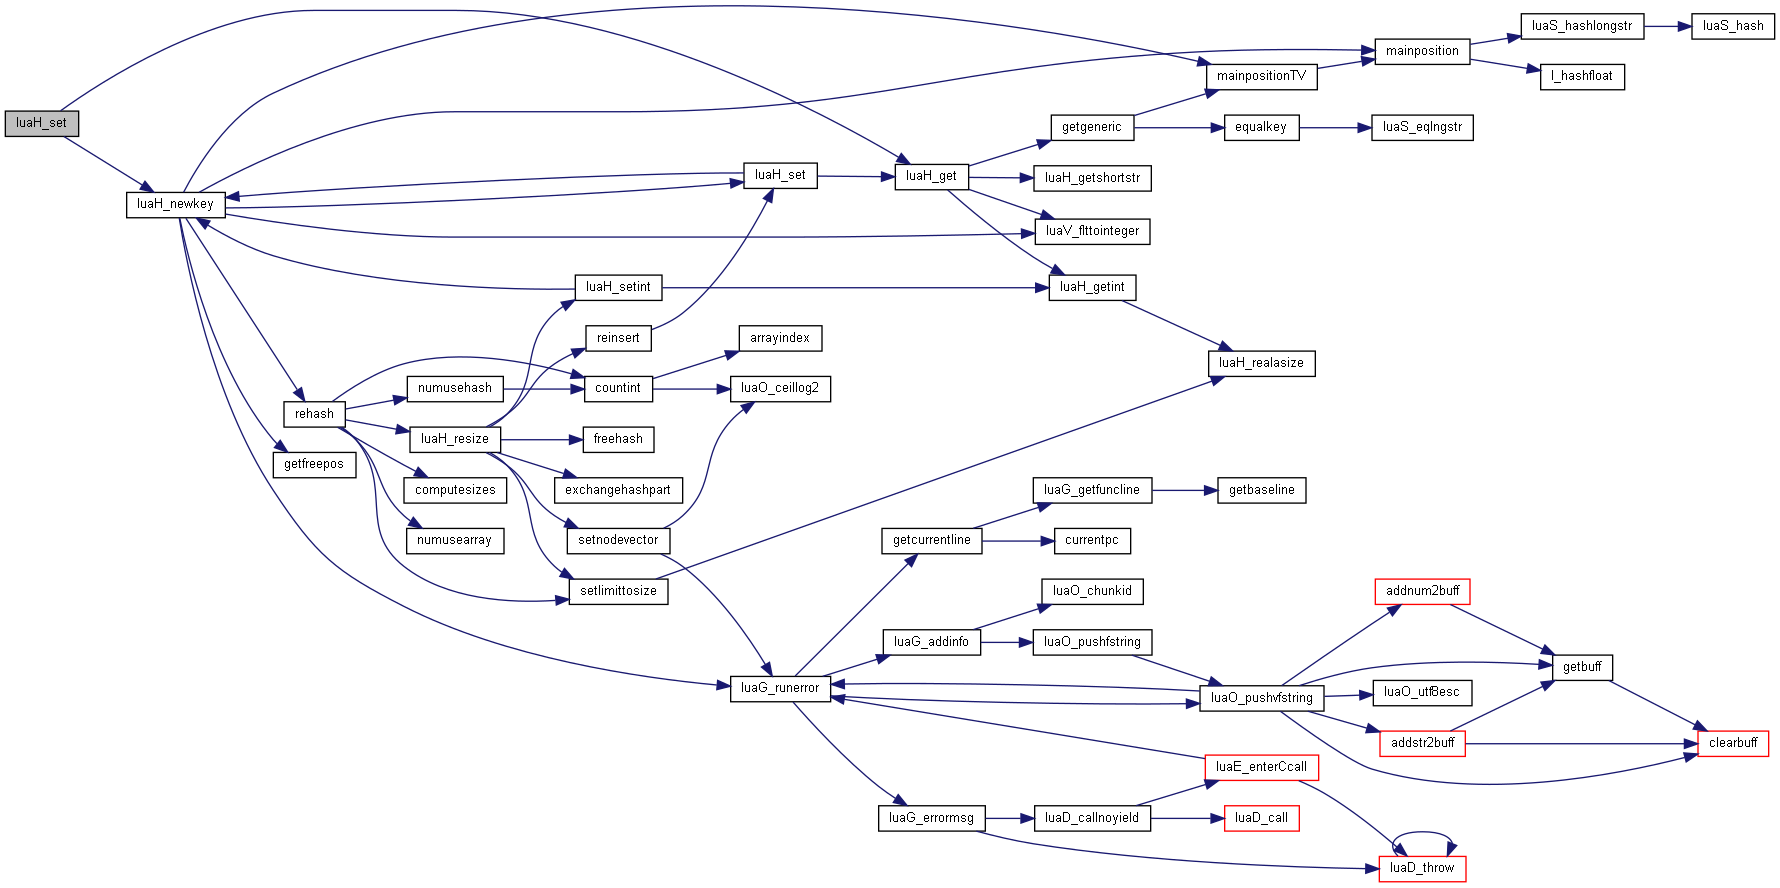 luaH_set
luaH_newkey
rehash
getfreepos
numusehash
luaH_resize
computesizes
numusearray
luaH_setint
reinsert
countint
freehash
exchangehashpart
setnodevector
setlimittosize
luaH_set
arrayindex
luaO_ceillog2
luaG_runerror
luaH_get
getcurrentline
luaG_addinfo
luaG_errormsg
getgeneric
luaH_getshortstr
luaV_flttointeger
luaH_getint
luaG_getfuncline
currentpc
luaO_chunkid
luaO_pushfstring
luaD_callnoyield
mainpositionTV
equalkey
luaH_realasize
getbaseline
luaO_pushvfstring
luaE_enterCcall
luaD_call
mainposition
luaS_eqlngstr
addnum2buff
luaO_utf8esc
addstr2buff
luaD_throw
luaS_hashlongstr
l_hashfloat
getbuff
luaS_hash
clearbuff